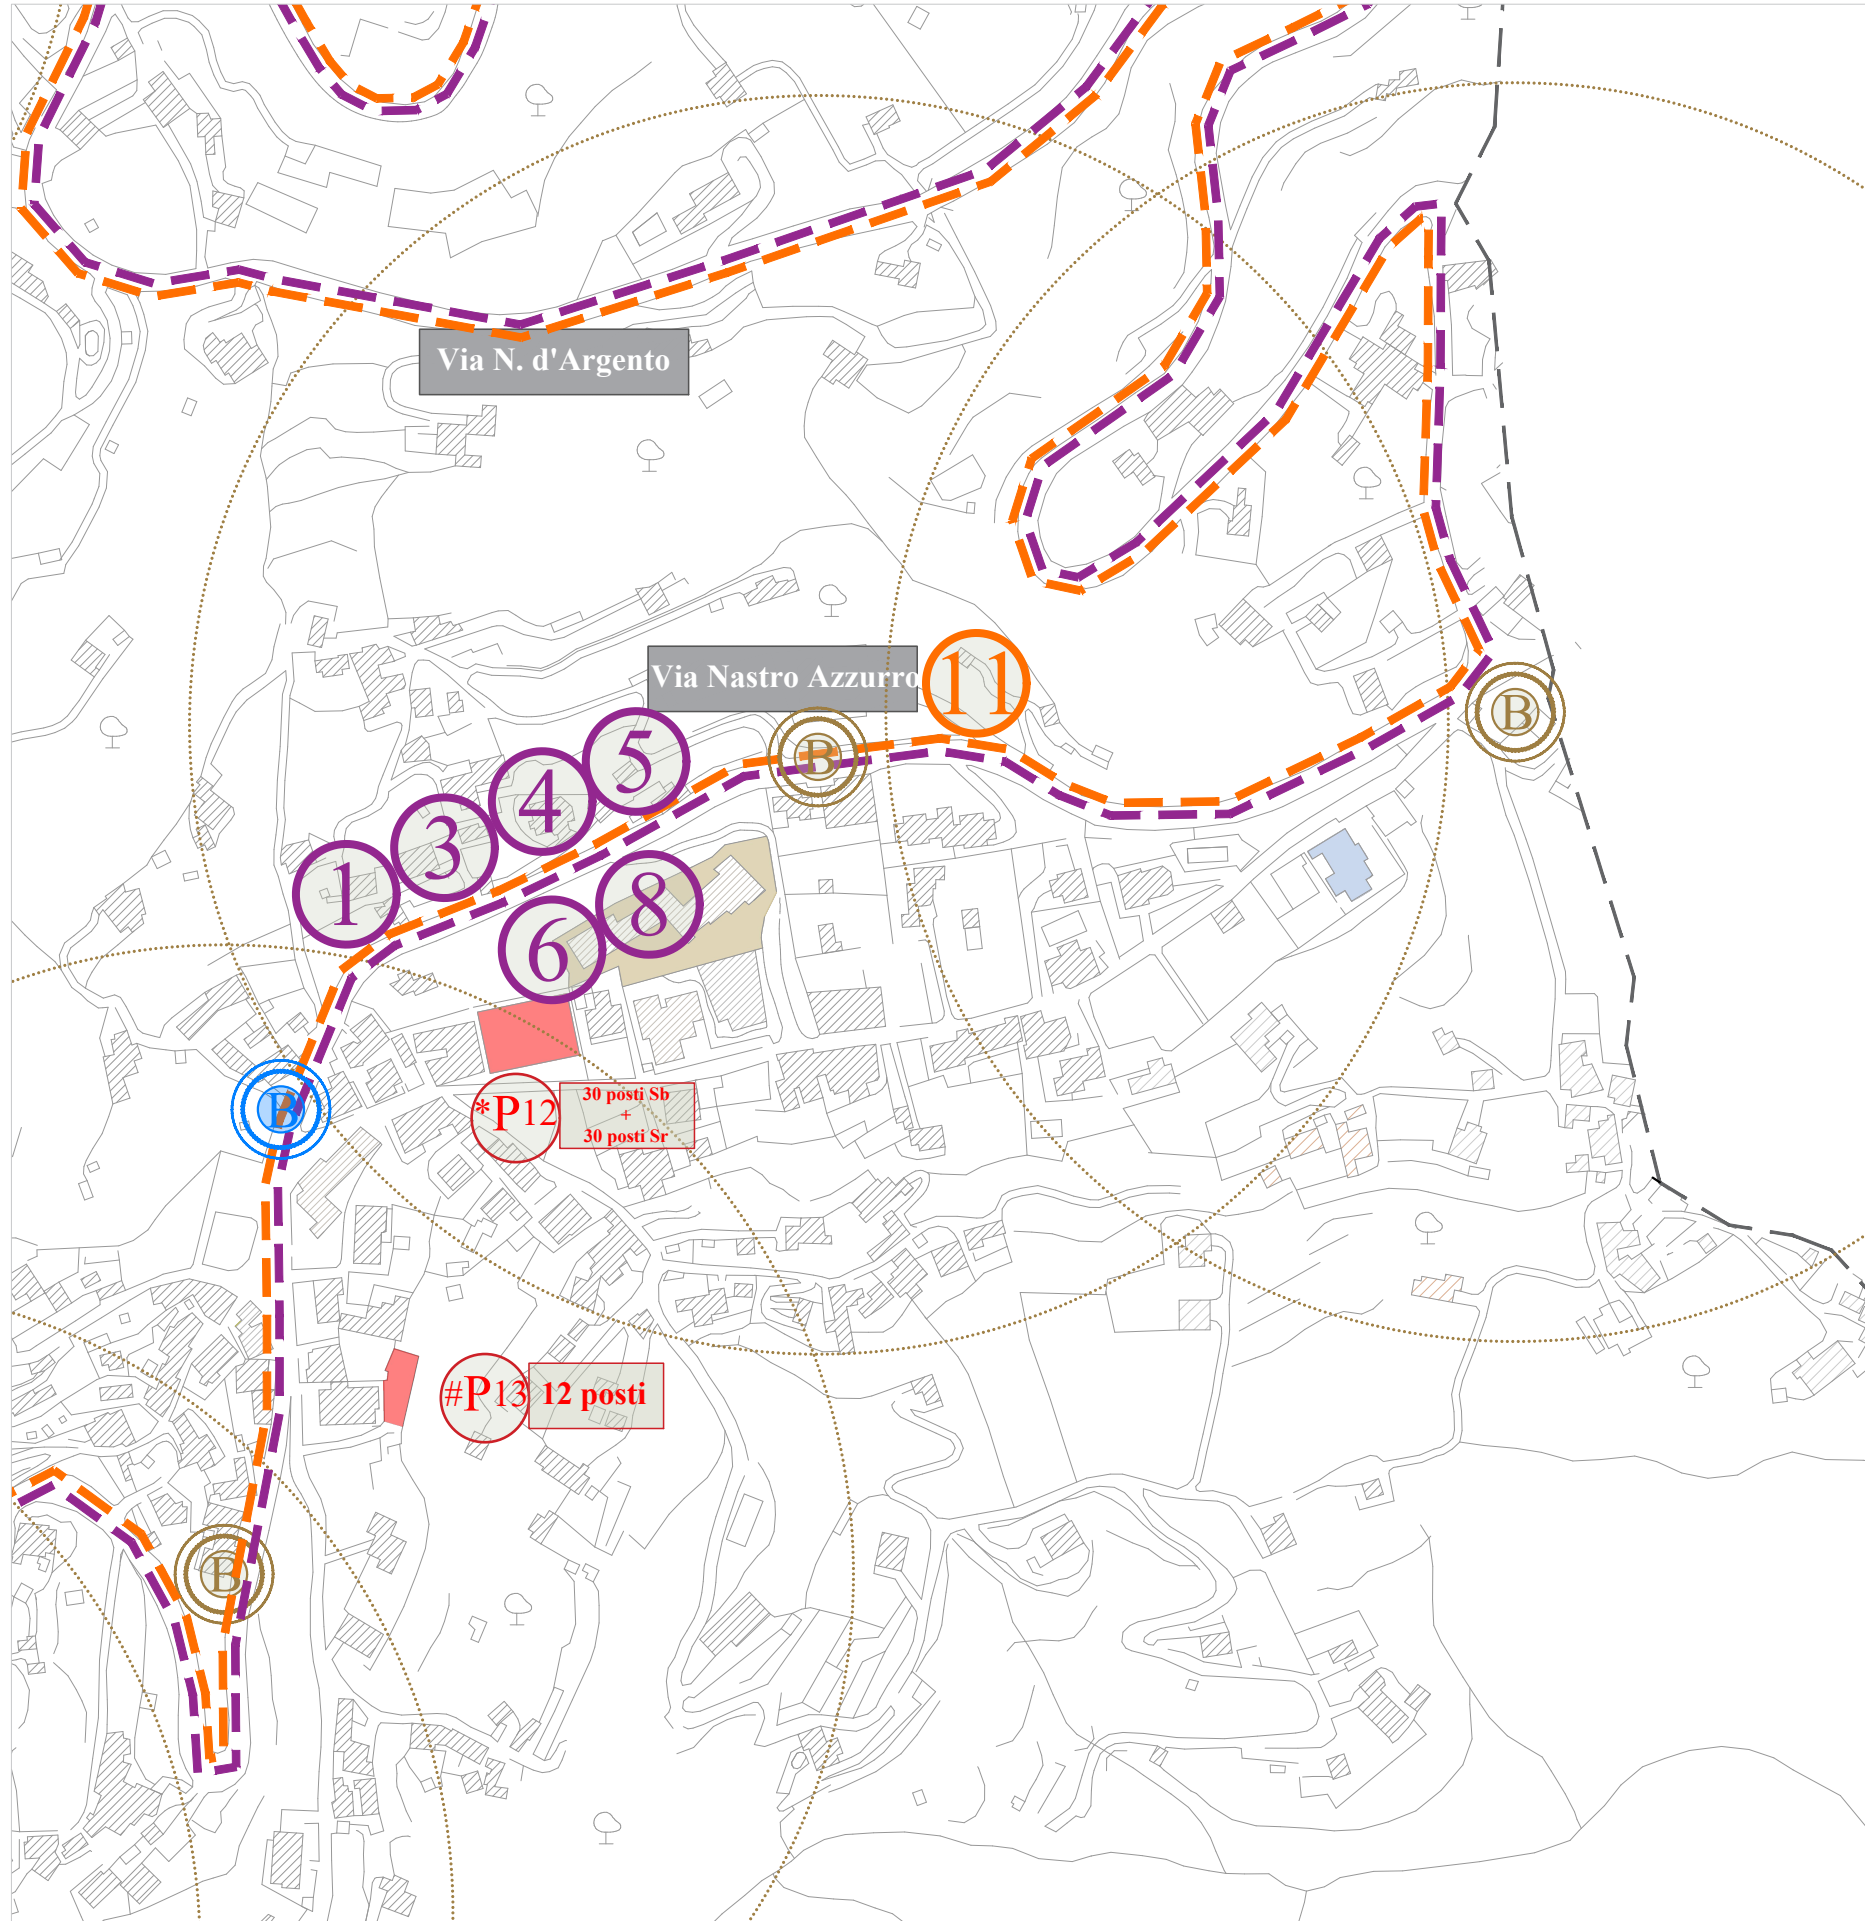 Via N. d'Argento
Via Nastro Azzurro
11
B
B
5
4
3
1
8
6
B
*P12
30 posti Sb
+
30 posti Sr
#P13
12 posti
B